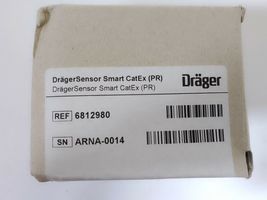 DrägerSensor Smart CatEx (PR)
DrägerSensor Smart CatEx (PR)
Dräger
REF 6812980
SN ARNA-0014